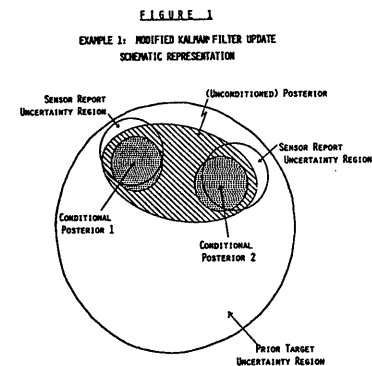 FIGURE 1
EXAMPLE 1: MODIFIED KALMAN FILTER UPDATE
SCHEMATIC REPRESENTATION
SENSOR REPORT
UNCERTAINTY REGION
(UNCONDITIONED) POSTERIOR
SENSOR REPORT
UNCERTAINTY REGION
CONDITIONAL
POSTERIOR 1
CONDITIONAL
POSTERIOR 2
PRIOR TARGET
UNCERTAINTY REGION